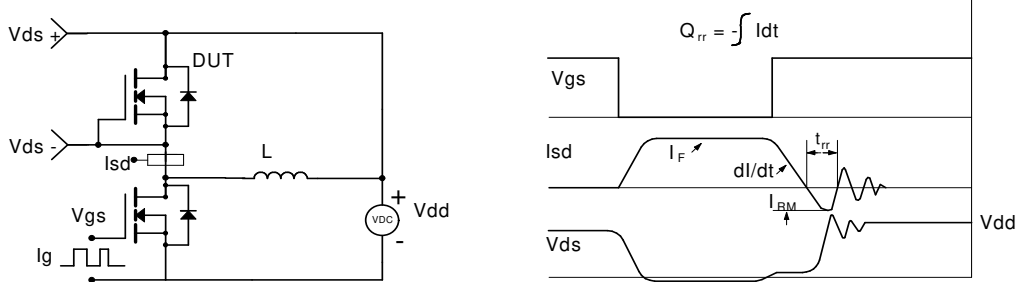 Vds +
DUT
Vds -
Isd
L
Vgs
+
VDC
Vdd
-
Ig
Q rr = -∫ Idt
Vgs
Isd
I F
dI/dt
t rr
I RM
Vdd
Vds